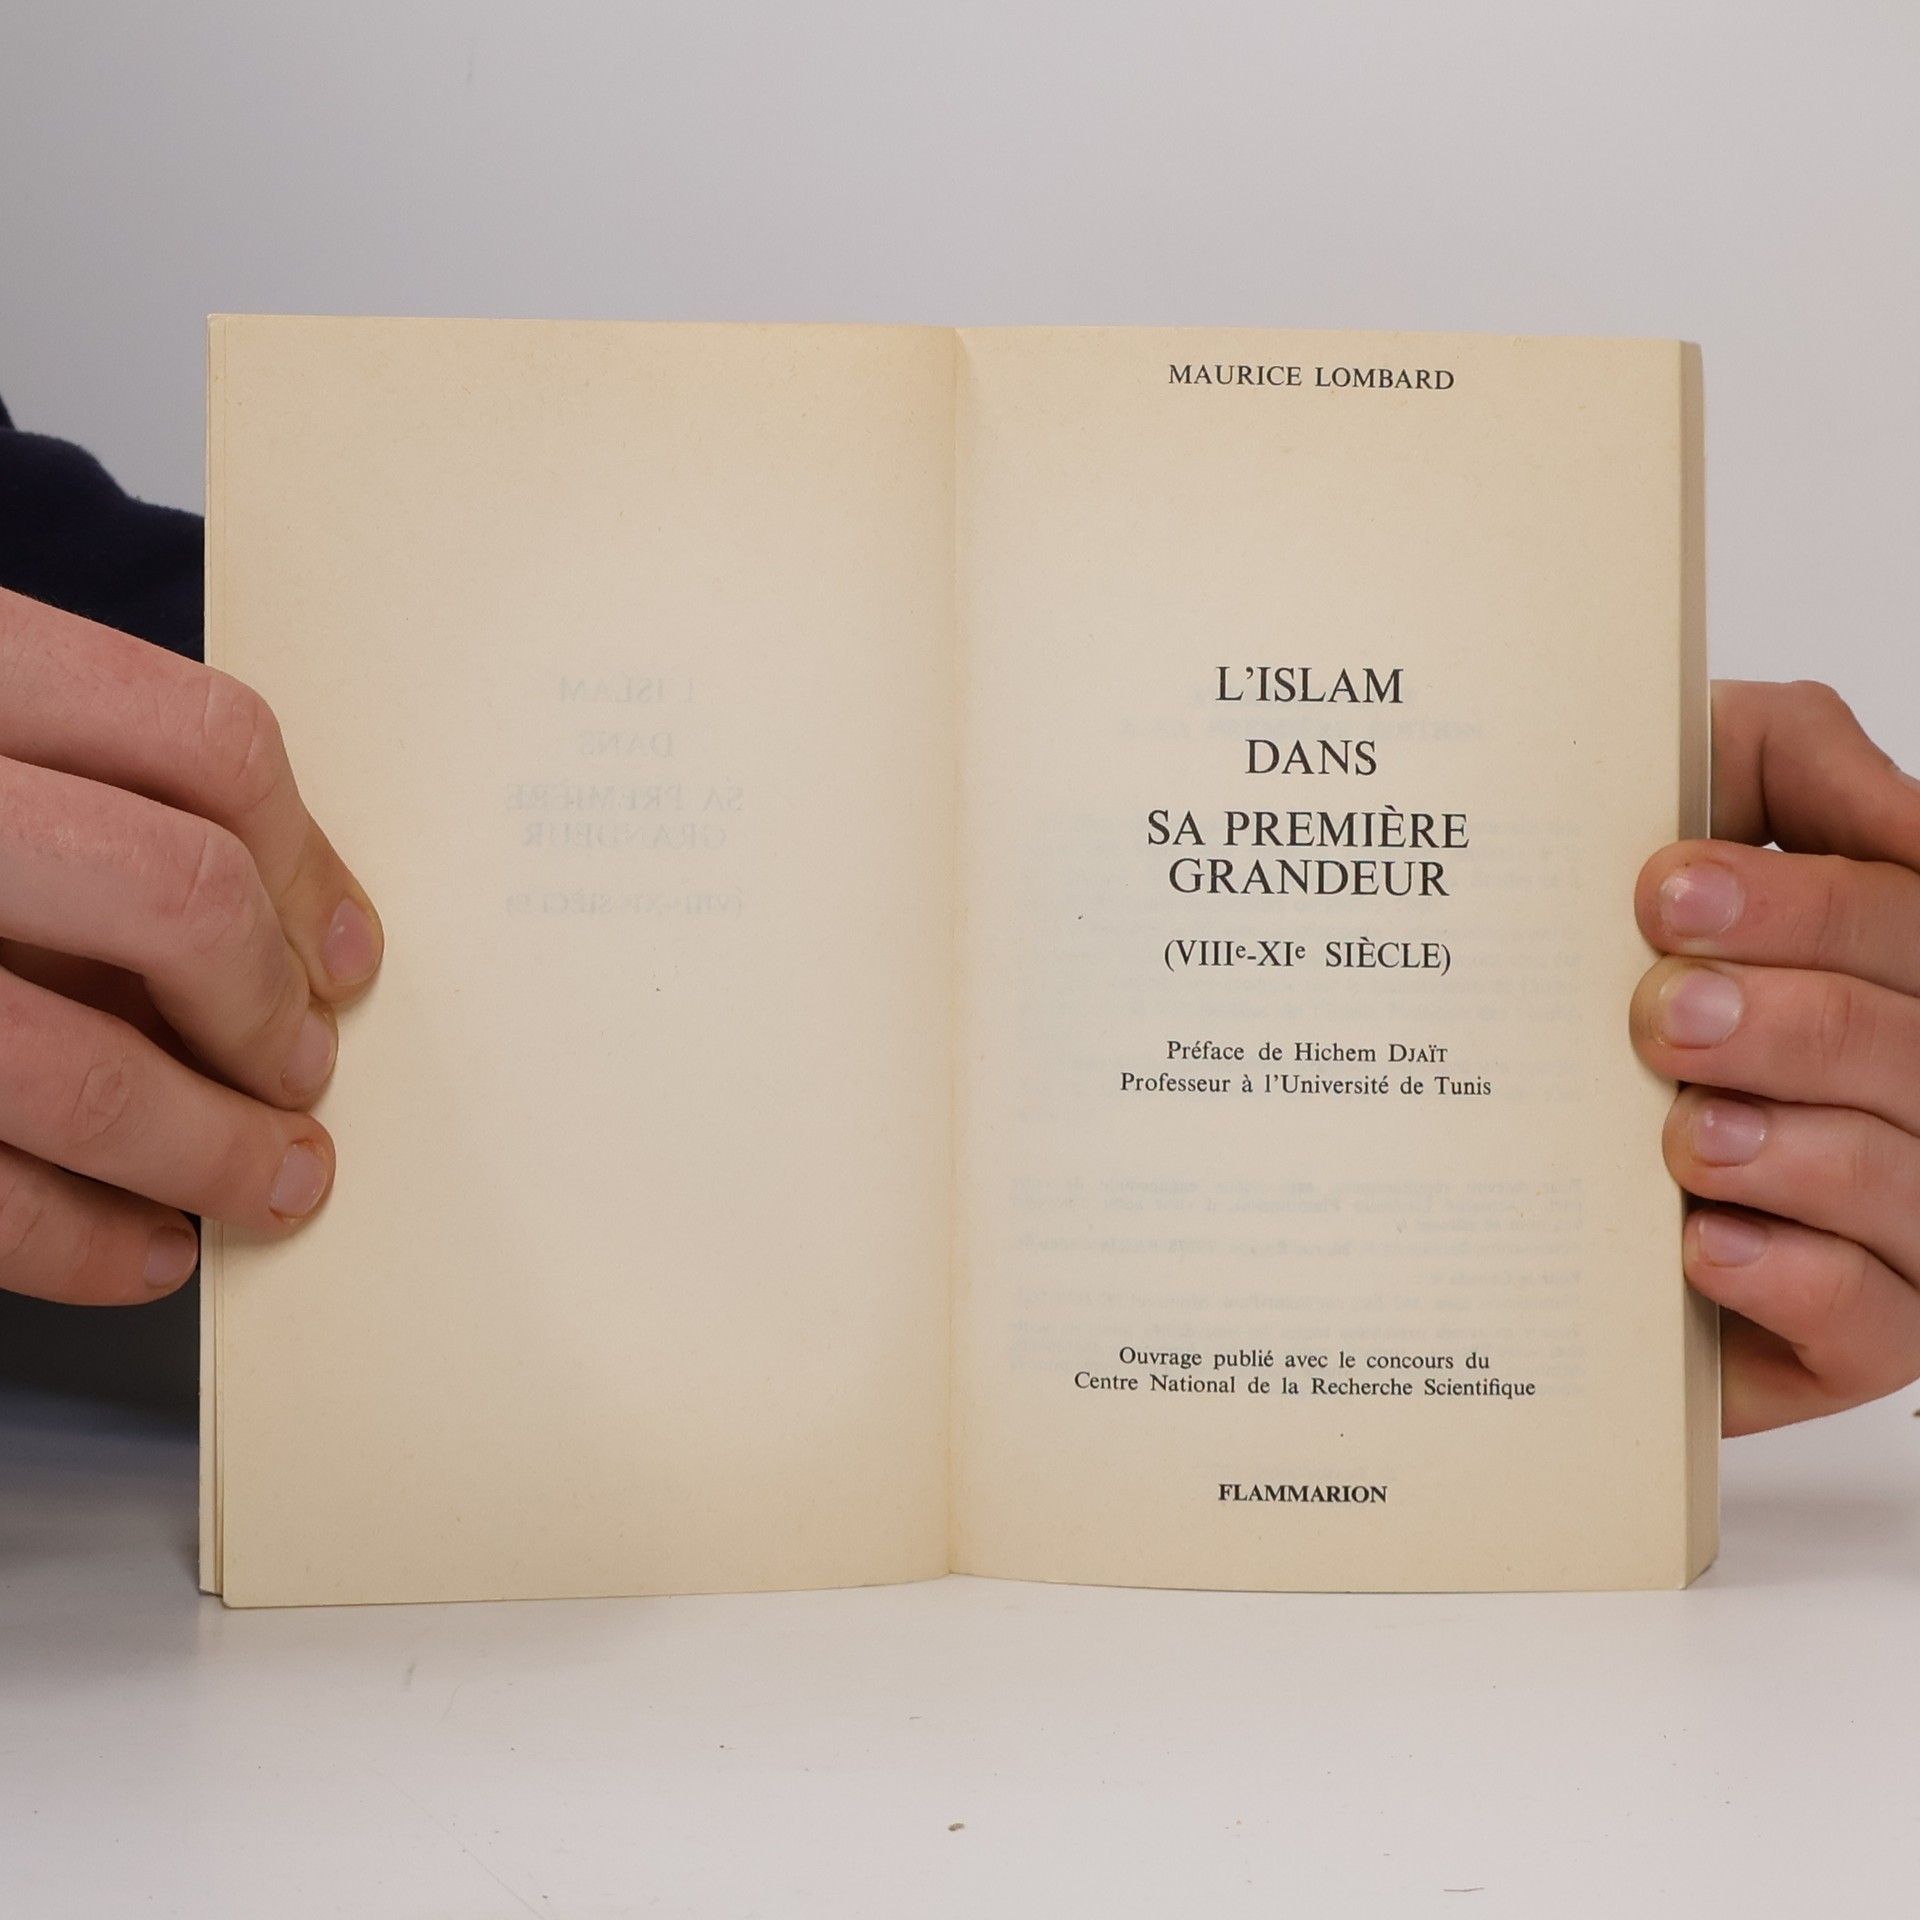 MAURICE LOMBARD
L'ISLAM
DANS
SA PREMIÈRE
GRANDEUR
(VIIIe-XIe SIÈCLE)
Préface de Hichem DJAÏT
Professeur à l'Université de Tunis
Ouvrage publié avec le concours du
Centre National de la Recherche Scientifique
FLAMMARION